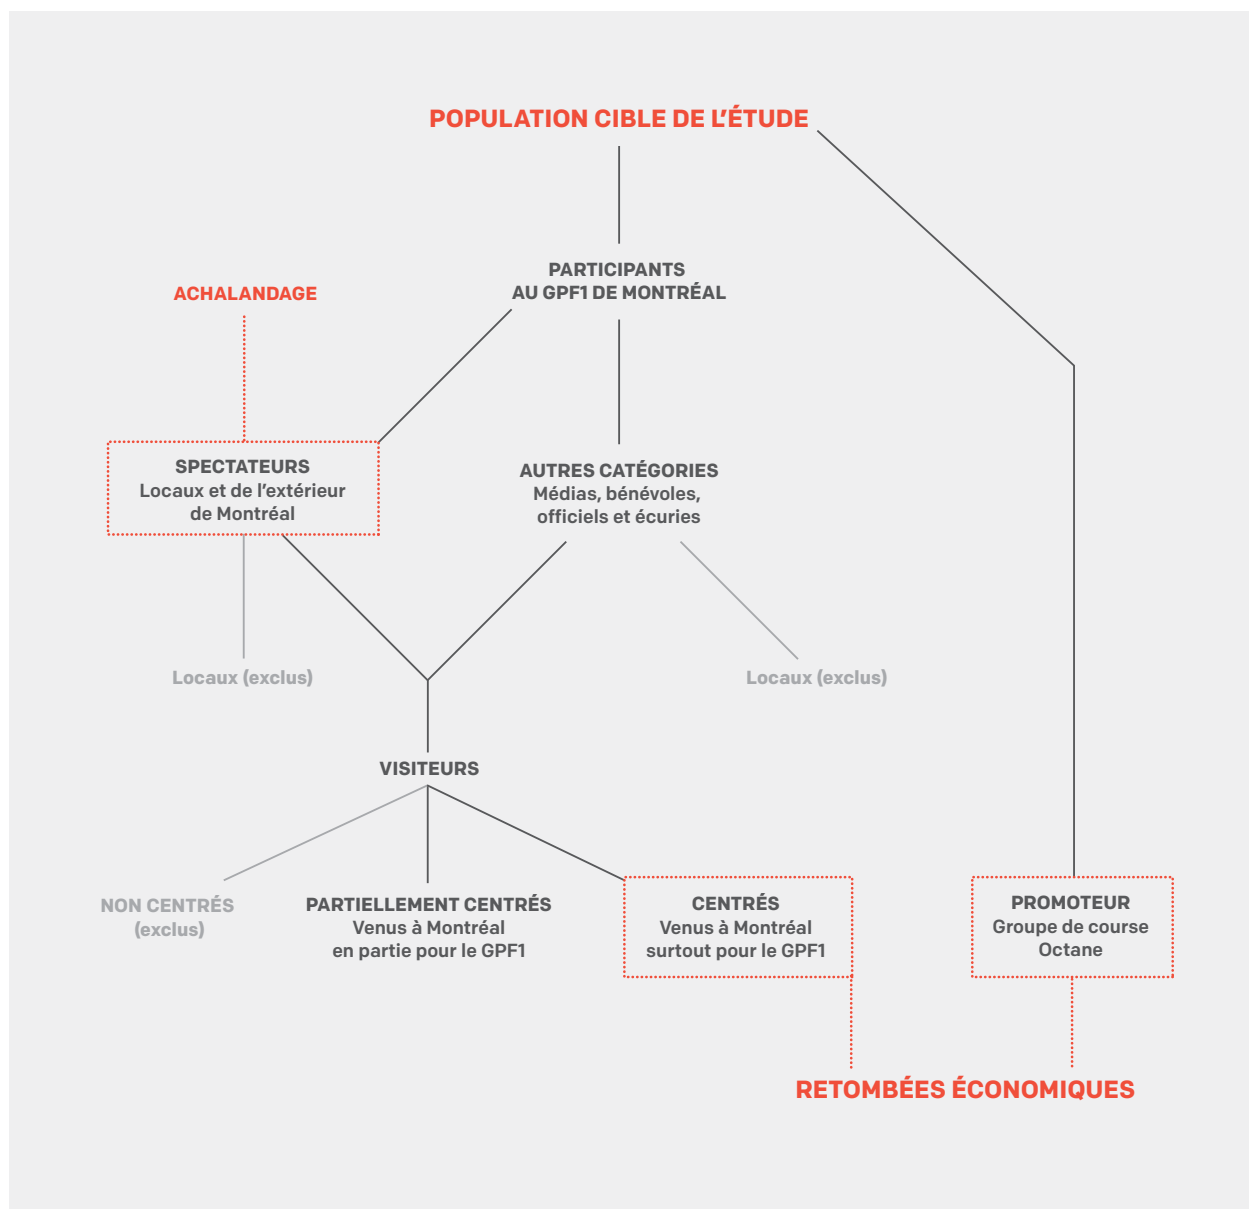 POPULATION CIBLE DE L’ÉTUDE
PARTICIPANTS
AU GPF1 DE MONTRÉAL
ACHALANDAGE
SPECTATEURS
Locaux et de l’extérieur
de Montréal
AUTRES CATÉGORIES
Médias, bénévoles,
officiels et écuries
Locaux (exclus)
Locaux (exclus)
VISITEURS
NON CENTRÉS
(exclus)
PARTIELLEMENT CENTRÉS
Venus à Montréal
en partie pour le GPF1
CENTRÉS
Venus à Montréal
surtout pour le GPF1
PROMOTEUR
Groupe de course
Octane
RETOMBÉES ÉCONOMIQUES